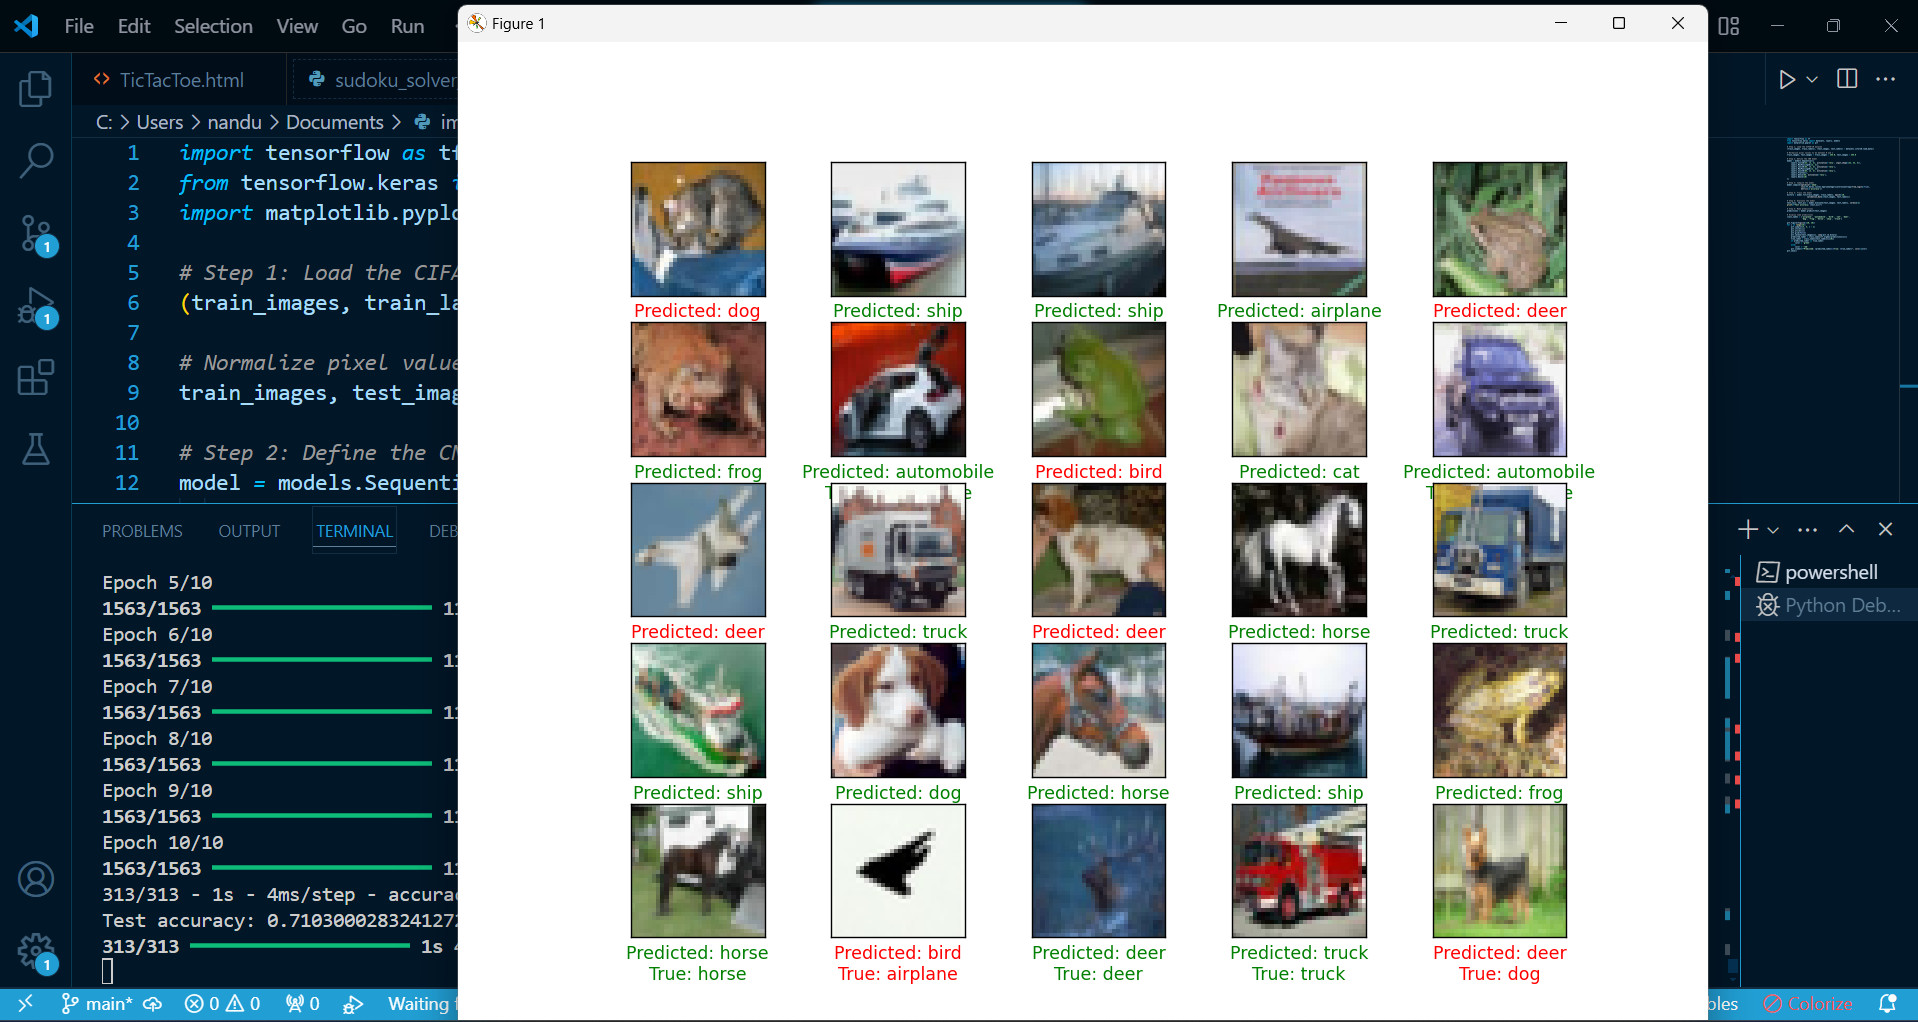 File Edit Selection View Go Run
Figure 1
TicTacToe.html
sudoku_solver
C: > Users > nandu > Documents >
1 import tensorflow as
2 from tensorflow.keras
3 import matplotlib.pyplo
4
5 # Step 1: Load the CIFA
6 (train_images, train_la
7
8 # Normalize pixel value
9 train_images, test_imag
10
11 # Step 2: Define the
12 model = models.Sequenti
PROBLEMS OUTPUT TERMINAL DEB
Epoch 5/10
1563/1563
Epoch 6/10
1563/1563
Epoch 7/10
1563/1563
Epoch 8/10
1563/1563
Epoch 9/10
1563/1563
Epoch 10/10
1563/1563
313/313 - 1s - 4ms/step - accura
Test accuracy: 0.710300028324127
313/313 1s
Predicted: dog
Predicted: ship
Predicted: ship
Predicted: airplane
Predicted: deer
Predicted: frog
Predicted: automobile
Predicted: bird
Predicted: cat
Predicted: automobile
Predicted: deer
Predicted: truck
Predicted: deer
Predicted: horse
Predicted: truck
Predicted: ship
Predicted: dog
Predicted: horse
Predicted: ship
Predicted: frog
Predicted: horse
True: horse
Predicted: bird
True: airplane
Predicted: deer
True: deer
Predicted: truck
True: truck
Predicted: deer
True: dog
powershell
Python Deb...
1
1
1
main* 0 0 0 Waiting
Colorize